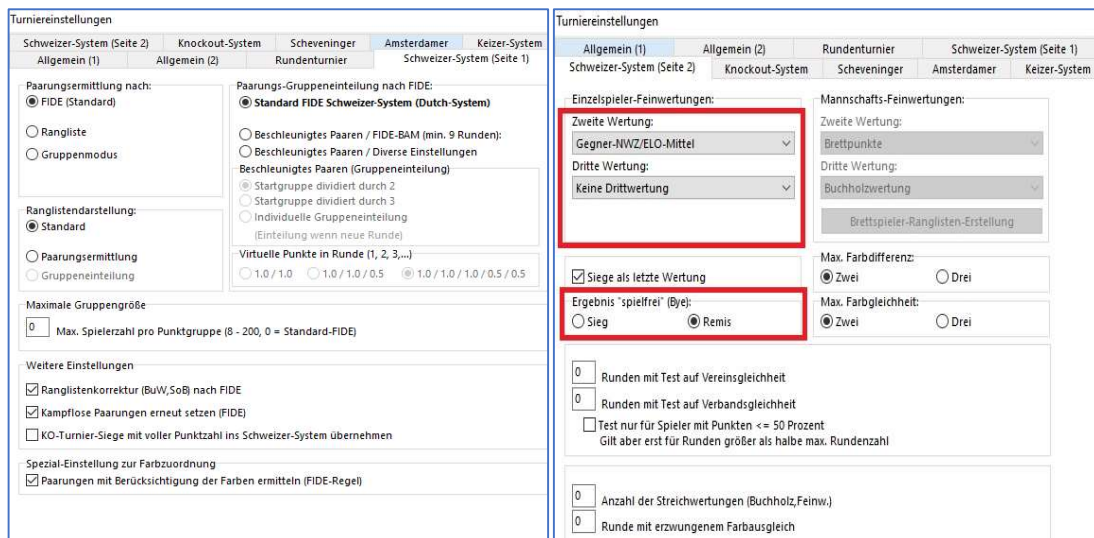 Turniereinstellungen
Schweizer-System (Seite 2) Knockout-System Scheveninger Amsterdamer Keizer-System
Allgemein (1) Allgemein (2) Rundenturnier Schweizer-System (Seite 1)
Paarungsermittlung nach:
FIDE (Standard)
Rangliste
Gruppenmodus
Paarungs-Gruppeneinteilung nach FIDE:
Standard FIDE Schweizer-System (Dutch-System)
Beschleunigtes Paaren / FIDE-BAM (min. 9 Runden):
Beschleunigtes Paaren / Diverse Einstellungen
Beschleunigtes Paaren (Gruppeneinteilung)
Startgruppe dividiert durch 2
Startgruppe dividiert durch 3
Individuelle Gruppeneinteilung
(Einteilung wenn neue Runde)
Ranglistendarstellung:
Standard
Paarungsermittlung
Gruppeneinteilung
Virtuelle Punkte in Runde (1, 2, 3,...)
1.0 / 1.0 1.0 / 1.0 / 0.5 1.0 / 1.0 / 1.0 / 0.5 / 0.5
Maximale Gruppengröße
0 Max. Spielerzahl pro Punktgruppe (8 - 200, 0 = Standard-FIDE)
Weitere Einstellungen
Ranglistenkorrektur (BuW,SoB) nach FIDE
Kampflose Paarungen erneut setzen (FIDE)
KO-Turnier-Siege mit voller Punktzahl ins Schweizer-System übernehmen
Spezial-Einstellung zur Farbzuordnung
Paarungen mit Berücksichtigung der Farben ermitteln (FIDE-Regel)
Turniereinstellungen
Allgemein (1) Allgemein (2) Rundenturnier Schweizer-System (Seite 1)
Schweizer-System (Seite 2) Knockout-System Scheveninger Amsterdamer Keizer-System
Einzelspieler-Feinwertungen:
Zweite Wertung:
Gegner-NWZ/ELO-Mittel
Dritte Wertung:
Keine Drittwertung
Mannschafts-Feinwertungen:
Zweite Wertung:
Brettpunkte
Dritte Wertung:
Buchholzwertung
Brettspieler-Ranglisten-Erstellung
Siege als letzte Wertung
Max. Farbdifferenz:
Zwei Drei
Ergebnis "spielfrei" (Bye):
Sieg Remis
Max. Farbgleichheit:
Zwei Drei
0 Runden mit Test auf Vereinsgleichheit
0 Runden mit Test auf Verbandsgleichheit
Test nur für Spieler mit Punkten <= 50 Prozent
Gilt aber erst für Runden größer als halbe max. Rundenzahl
0 Anzahl der Streichwertungen (Buchholz,Feinw.)
0 Runde mit erzwungenem Farbausgleich